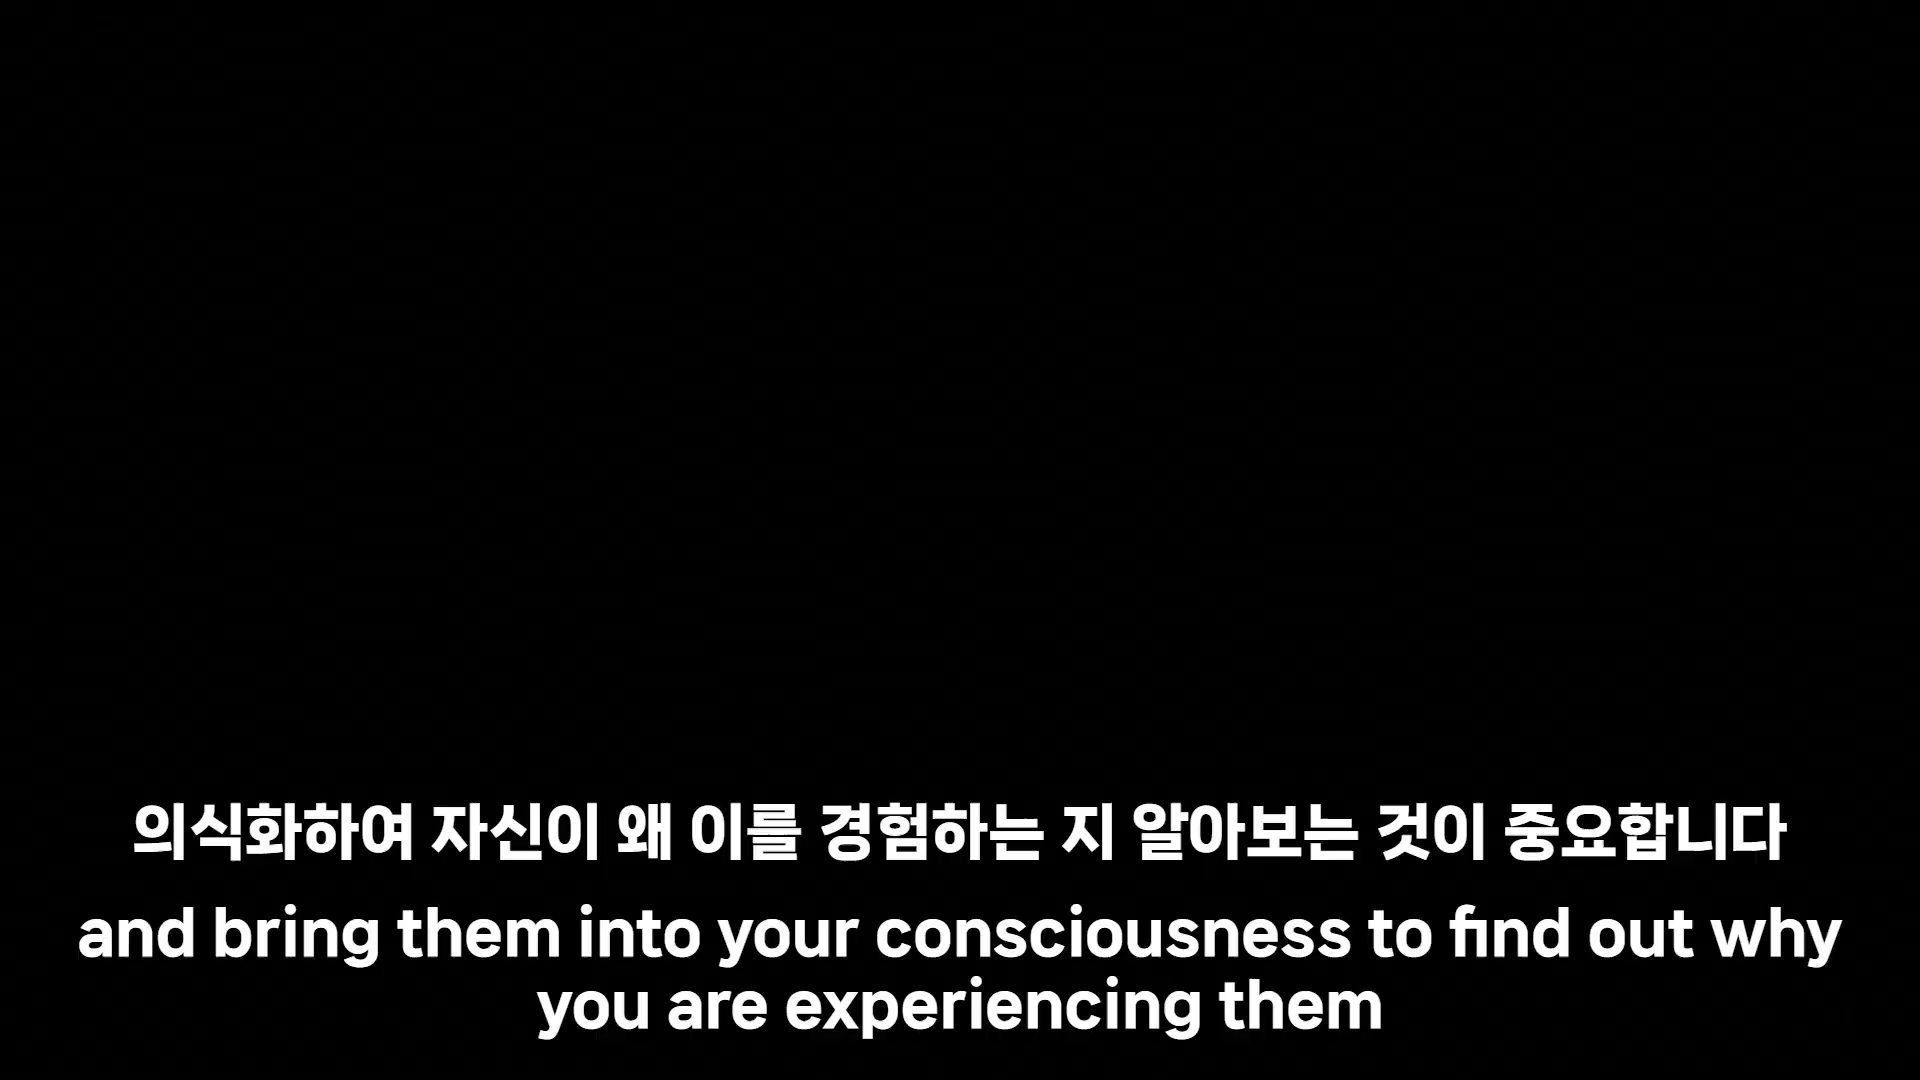 의식화하여 자신이 왜 이를 경험하는 지 알아보는 것이 중요합니다
and bring them into your consciousness to find out why
you are experiencing them